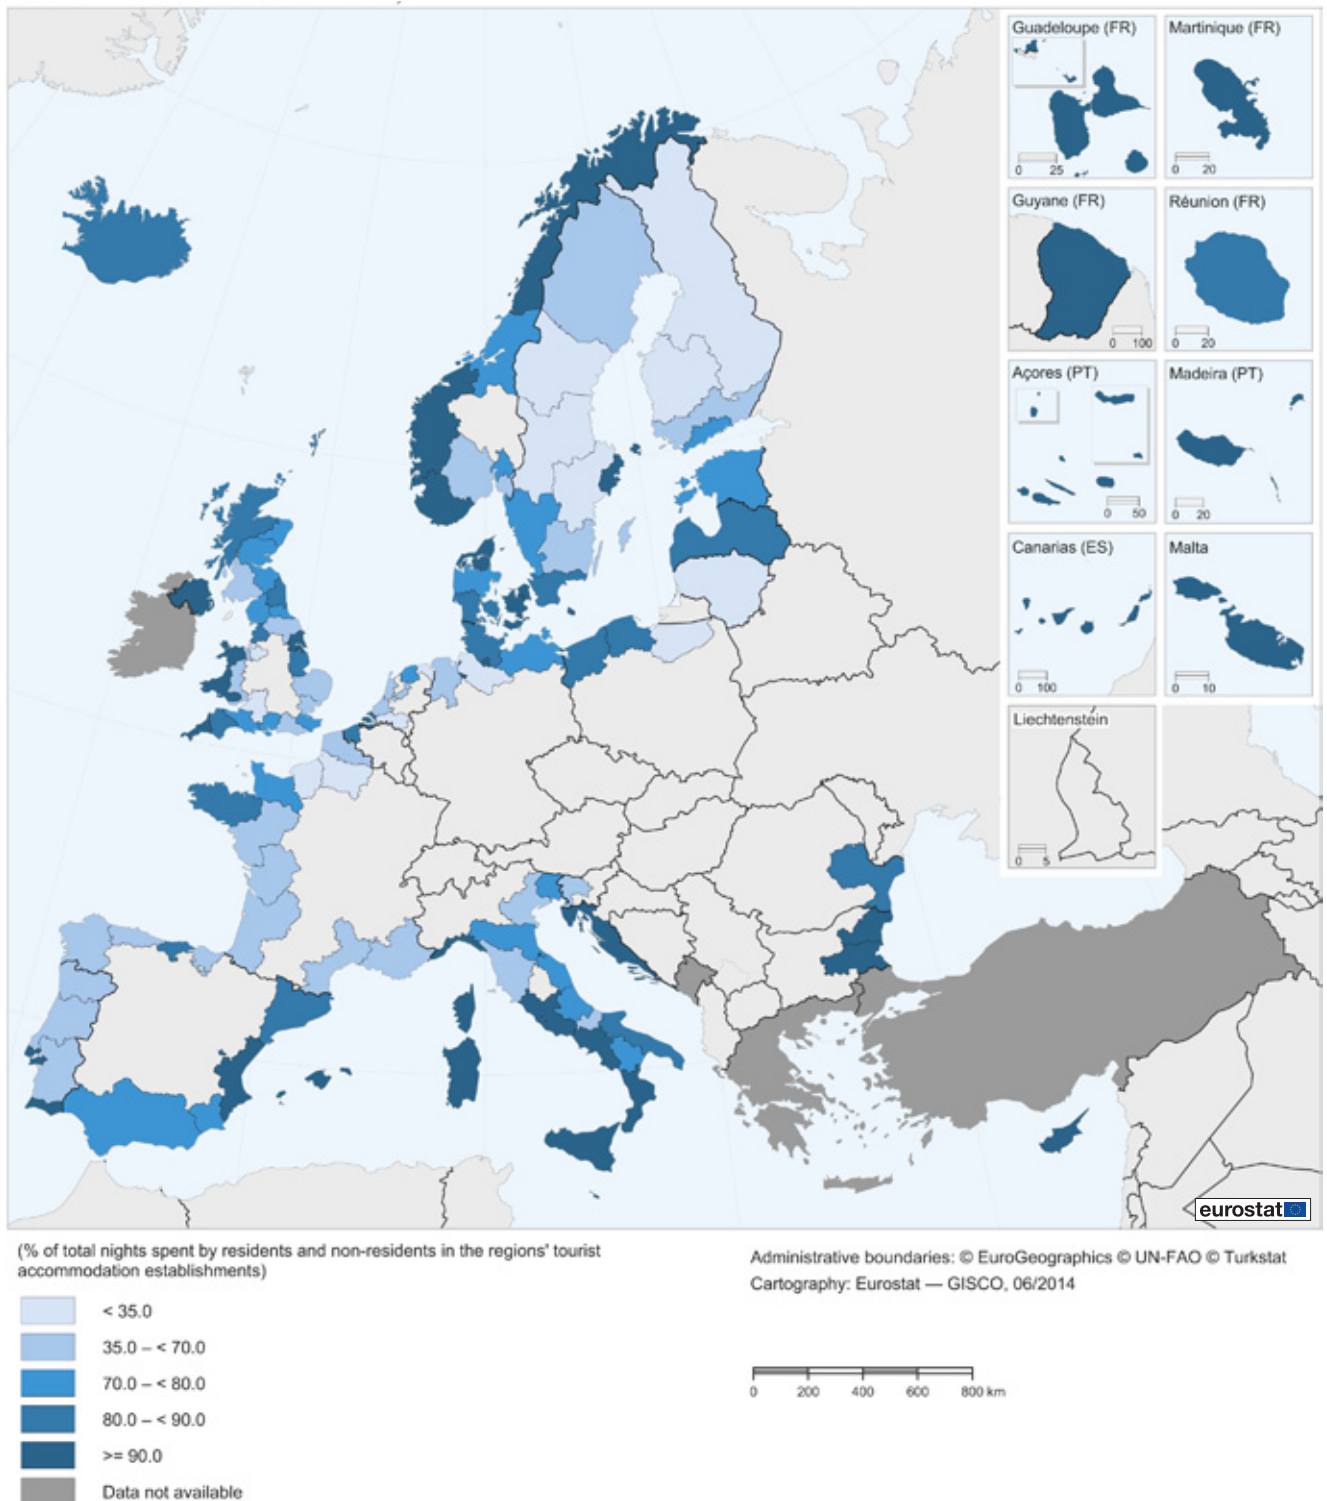 Guadeloupe (FR)
0 25
Martinique (FR)
0 20
Guyane (FR)
0 100
Réunion (FR)
0 20
Açores (PT)
0 50
Madeira (PT)
0 20
Canarias (ES)
0 100
Malta
0 10
Liechtenstein
0 5
eurostat
(% of total nights spent by residents and non-residents in the regions' tourist
accommodation establishments)
< 35.0
35.0 – < 70.0
70.0 – < 80.0
80.0 – < 90.0
>= 90.0
Data not available
Administrative boundaries: © EuroGeographics © UN-FAO © Turkstat
Cartography: Eurostat — GISCO, 06/2014
0 200 400 600 800 km